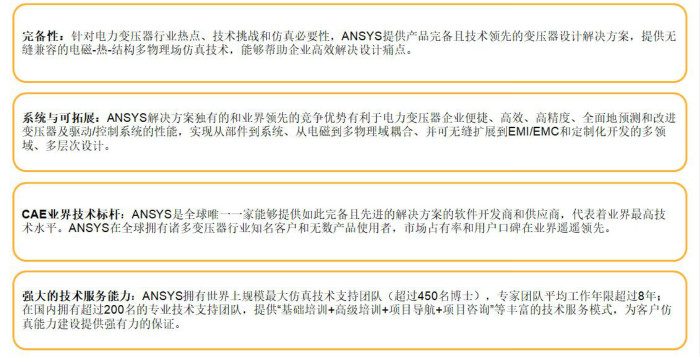 完备性：针对电力变压器行业热点、技术挑战和仿真必要性，ANSYS提供产品完备且技术领先的变压器设计解决方案，提供无
缝兼容的电磁-热-结构多物理场仿真技术，能够帮助企业高效解决设计痛点。
系统与可拓展：ANSYS解决方案独有的和业界领先的竞争优势有利于电力变压器企业便捷、高效、高精度、全面地预测和改进
变压器及驱动/控制系统的性能，实现从部件到系统、从电磁到多物理域耦合、并可无缝扩展到EMI/EMC和定制化开发的多领
域、多层次设计。
CAE业界技术标杆：ANSYS是全球唯一一家能够提供如此完备且先进的解决方案的软件开发商和供应商，代表着业界最高技
术水平。ANSYS在全球拥有诸多变压器行业知名客户和无数产品使用者，市场占有率和用户口碑在业界遥遥领先。
强大的技术服务能力：ANSYS拥有世界上规模最大仿真技术支持团队（超过450名博士），专家团队平均工作年限超过8年；
在国内拥有超过200名的专业技术支持团队，提供“基础培训+高级培训+项目导航+项目咨询”等丰富的技术服务模式，为客户仿
真能力建设提供强有力的保证。